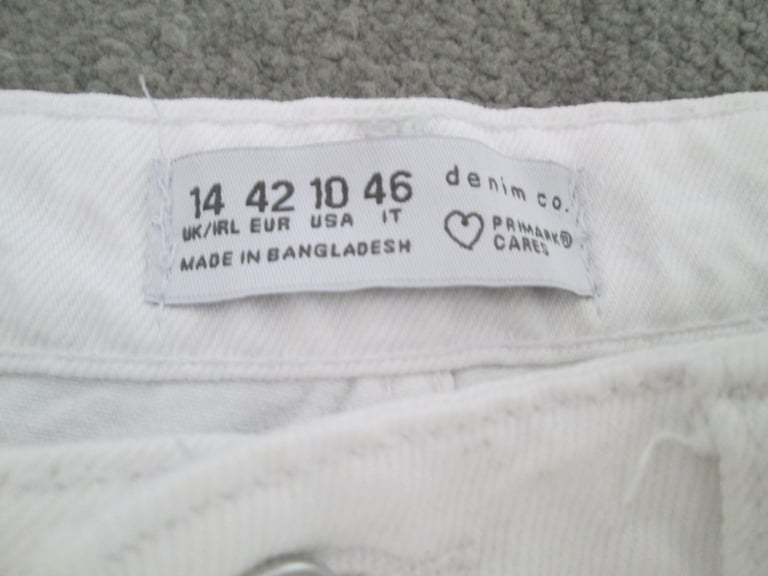 14 42 10 46
UK/IRL EUR USA IT
MADE IN BANGLADESH
denim co.
PRIMARK®
CARES